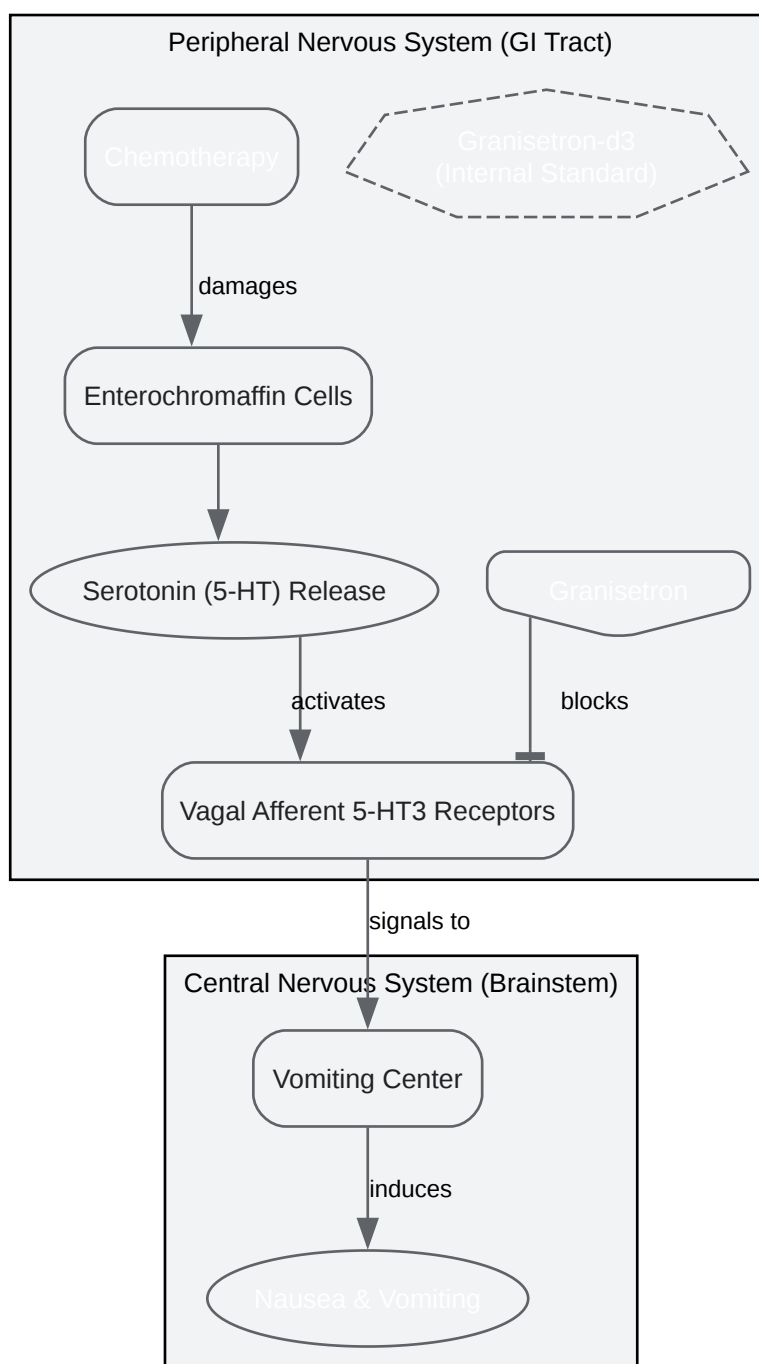 Peripheral Nervous System (GI Tract)
Chemotherapy
Granisetron-d3
(Internal Standard)
damages
Enterochromaffin Cells
Serotonin (5-HT) Release
Granisetron
activates
blocks
Vagal Afferent 5-HT3 Receptors
signals to
Central Nervous System (Brainstem)
Vomiting Center
induces
Nausea & Vomiting